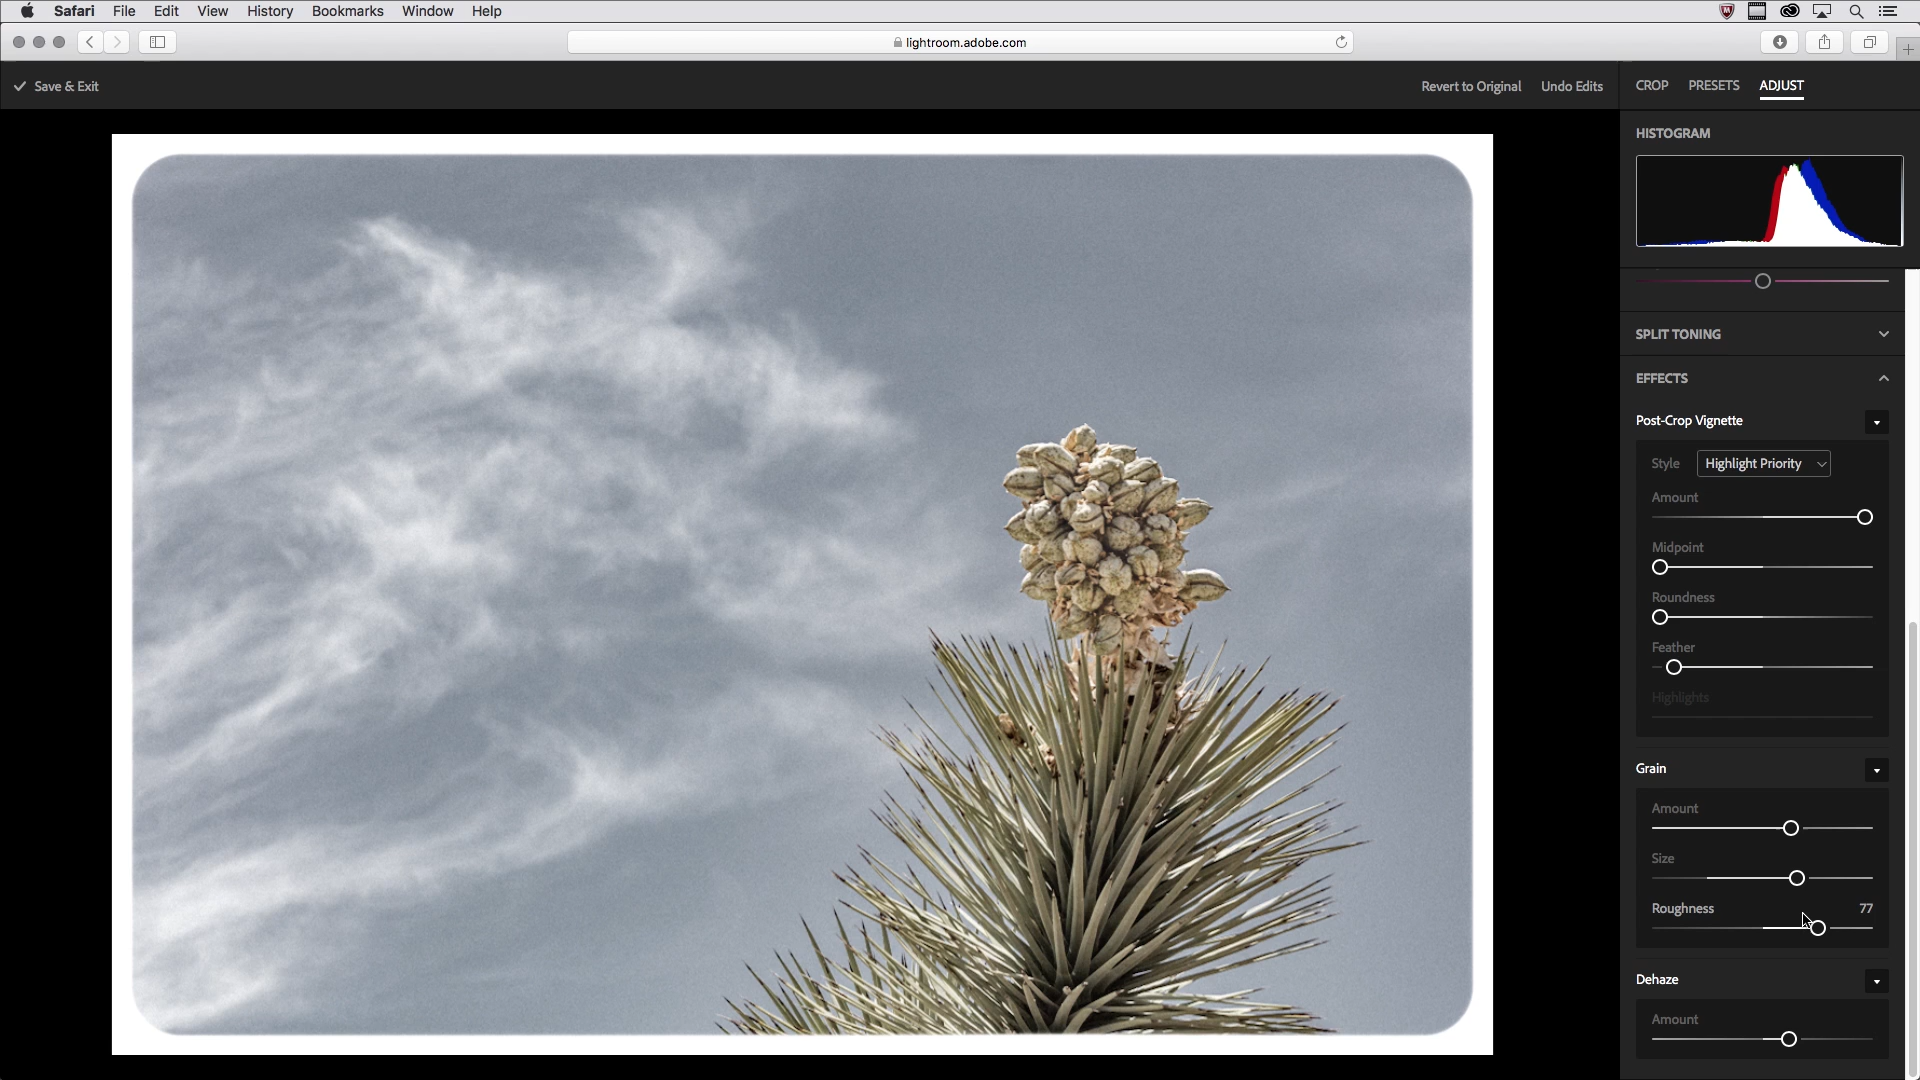 Safari File Edit View History Bookmarks Window Help
lightroom.adobe.com
Save & Exit
Revert to Original Undo Edits
CROP PRESETS ADJUST
HISTOGRAM
SPLIT TONING
EFFECTS
Post-Crop Vignette
Style Highlight Priority
Amount
Midpoint
Roundness
Feather
Highlights
Grain
Amount
Size
Roughness 77
Dehaze
Amount